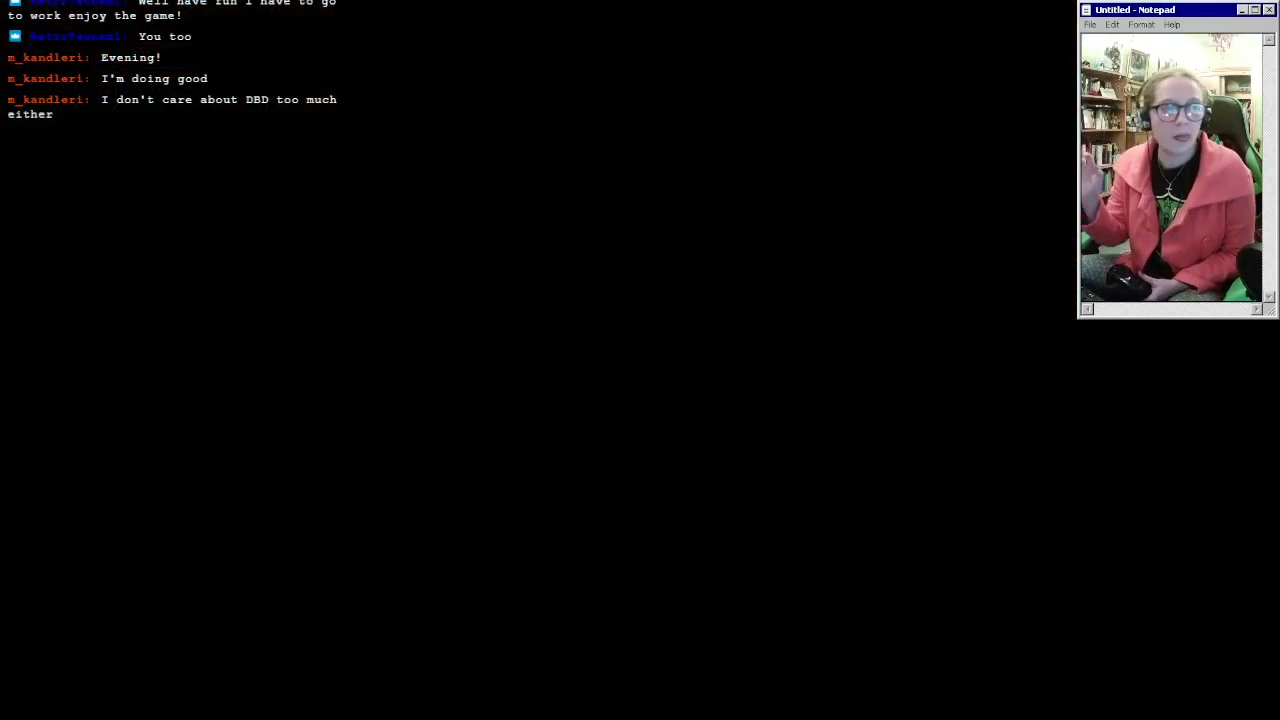 Well have fun I have to go
to work enjoy the game!
RetroTsunami: You too
m_kandleri: Evening!
m_kandleri: I'm doing good
m_kandleri: I don't care about DBD too much
either
Untitled - Notepad
File Edit Format Help